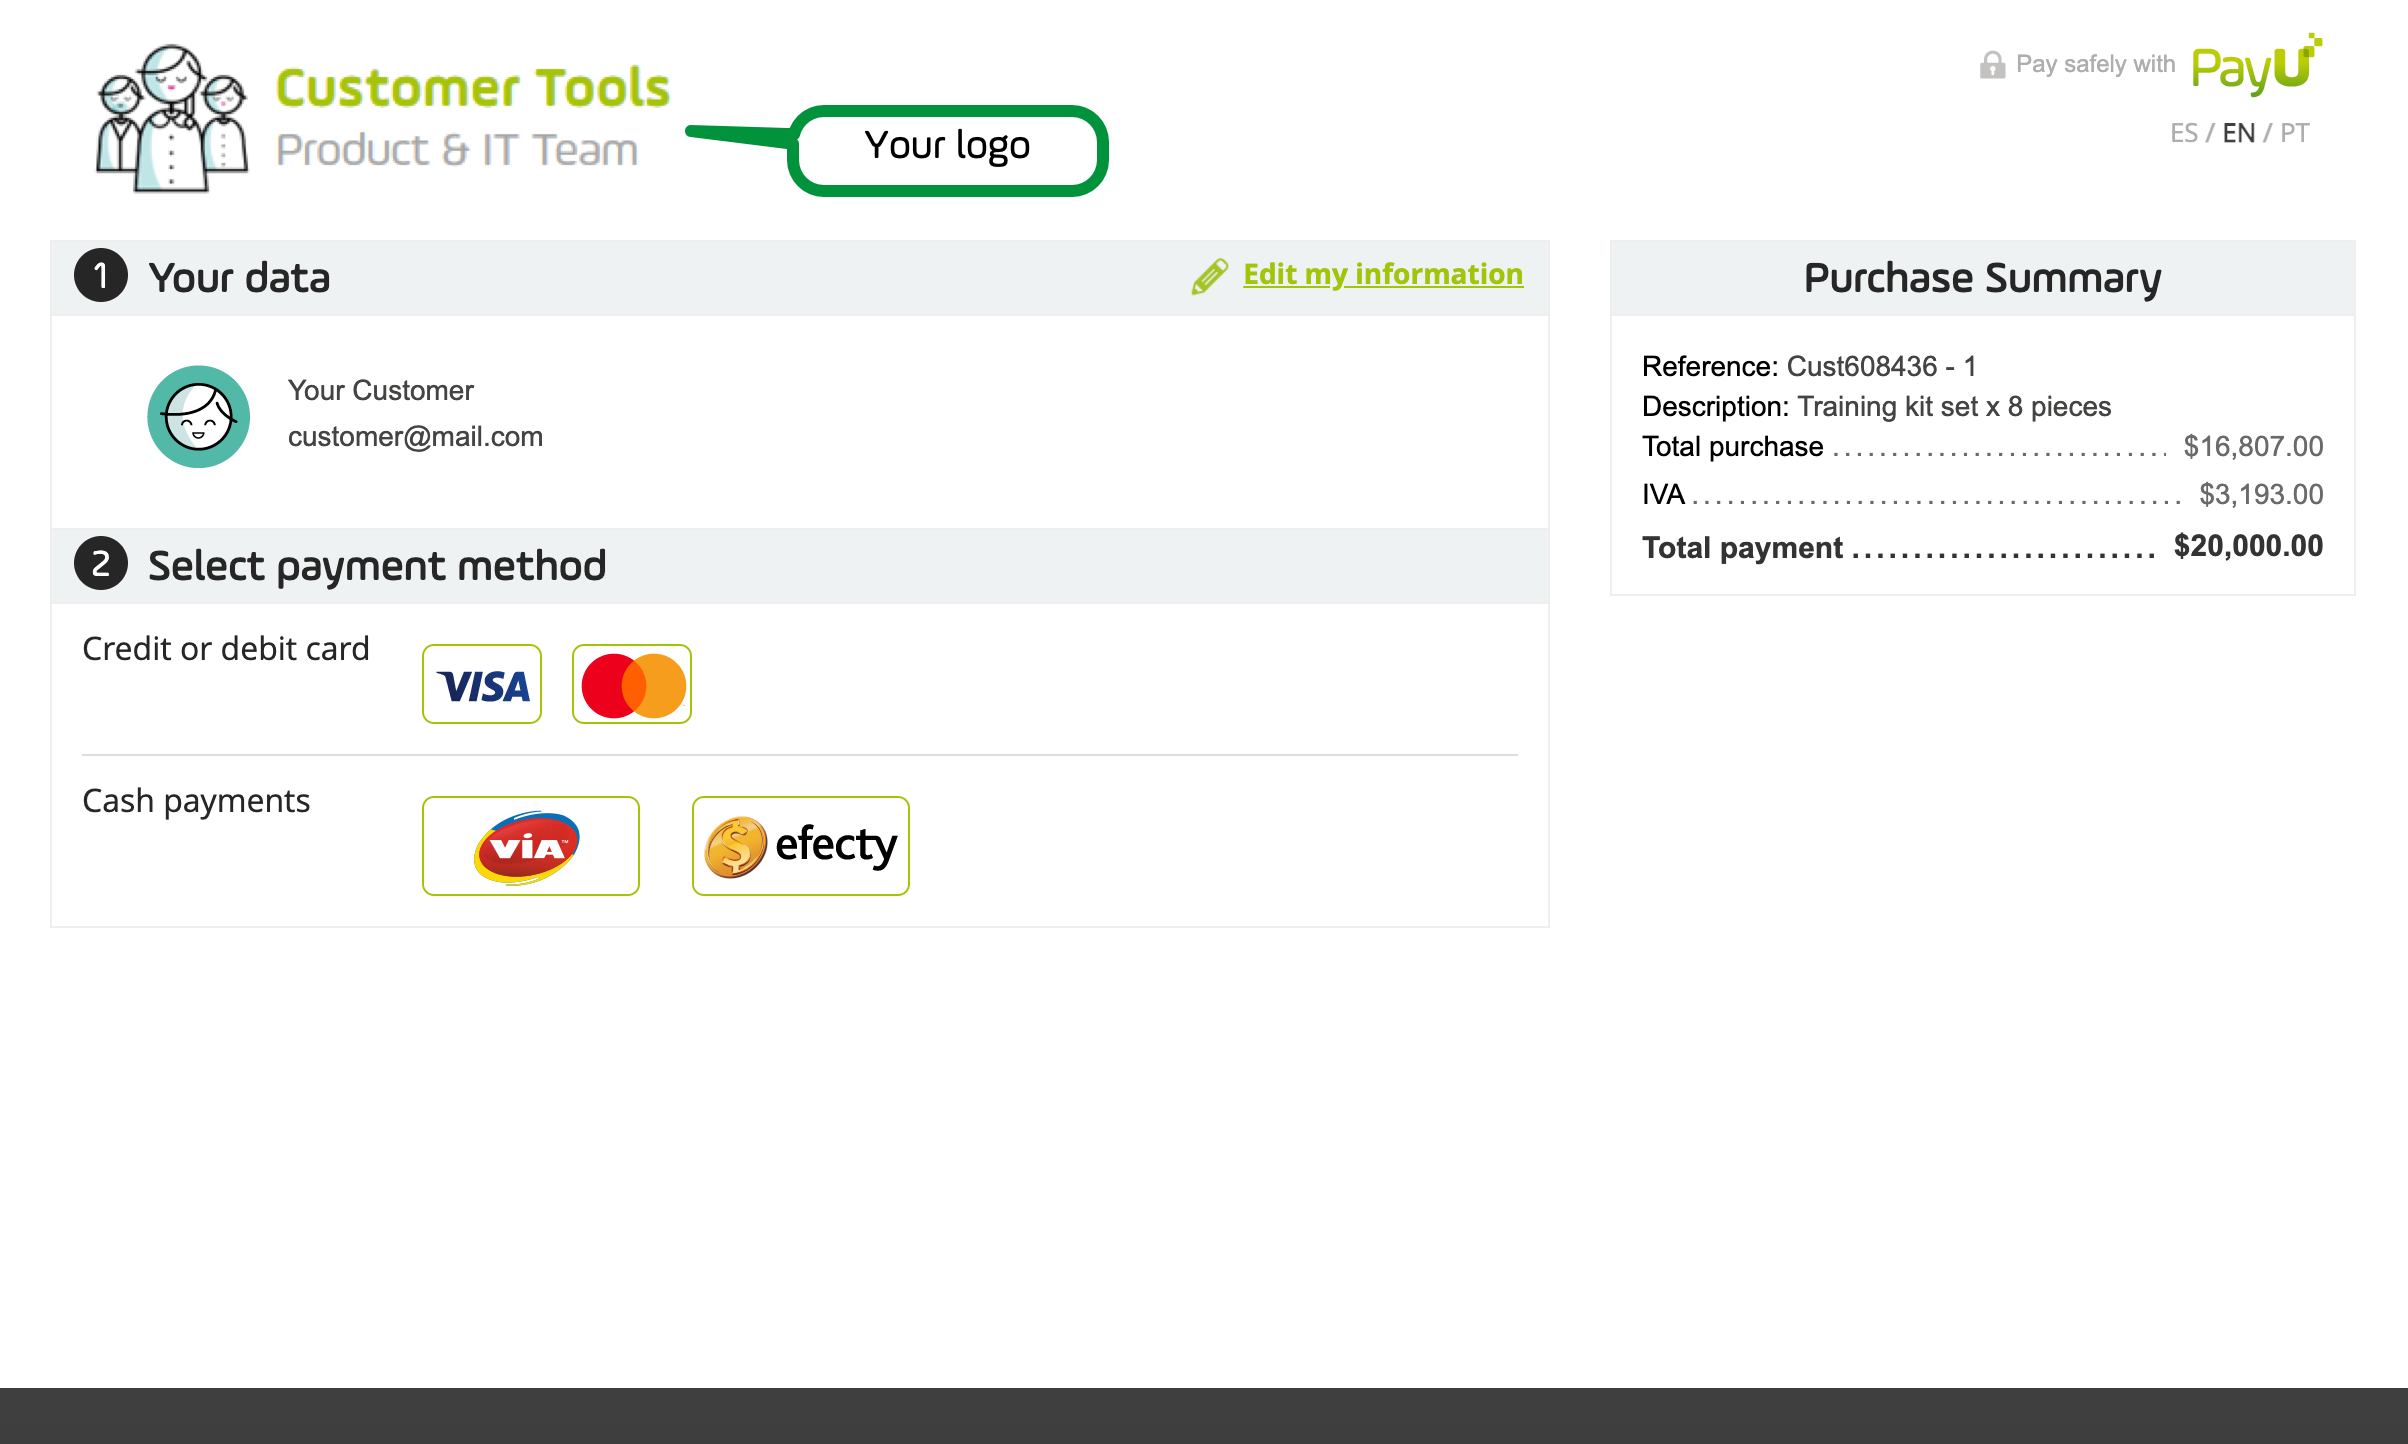 Customer Tools
Product & IT Team
Your logo
Pay safely with PayU
ES / EN / PT
1 Your data
Edit my information
Your Customer
customer@mail.com
2 Select payment method
Credit or debit card
VISA
Cash payments
VIA™
efecty
Purchase Summary
Reference: Cust608436 - 1
Description: Training kit set x 8 pieces
Total purchase ............................. $16,807.00
IVA .......................................... $3,193.00
Total payment ......................... $20,000.00